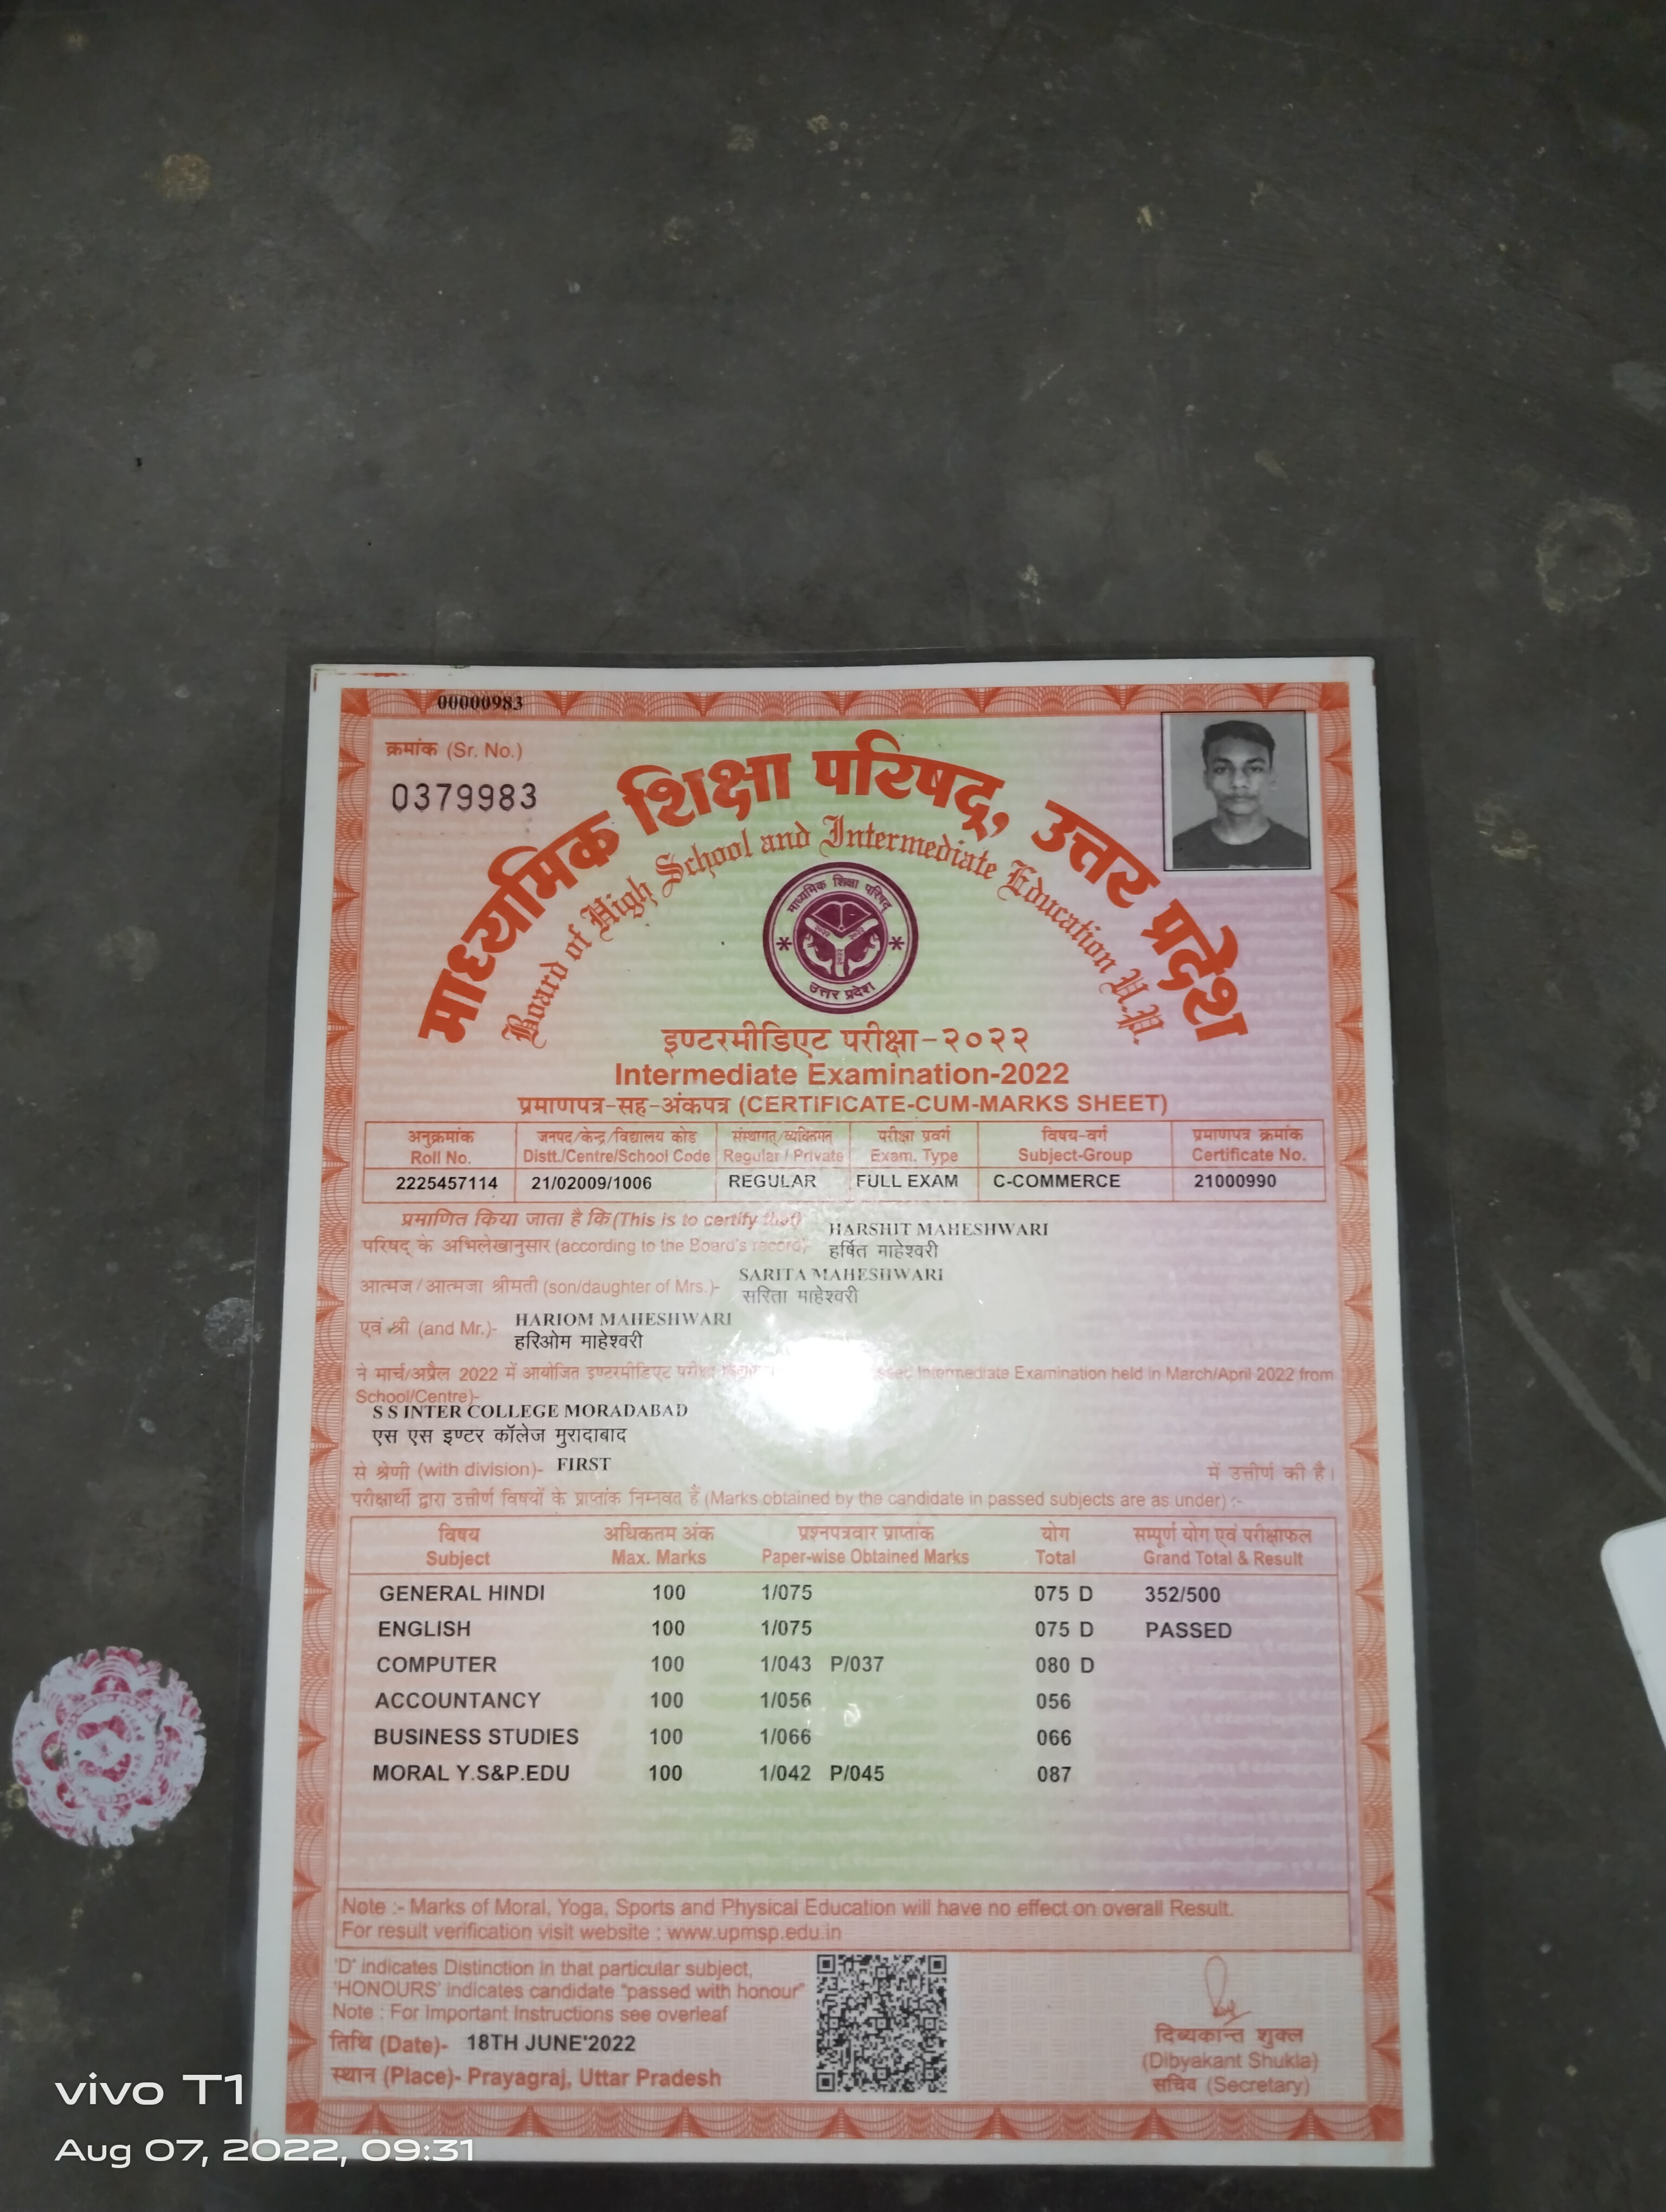 00000983
क्रमांक (Sr. No.)
0379983
माध्यमिक शिक्षा परिषद्, उत्तर प्रदेश
Board of High School and Intermediate Education U.P.
माध्यमिक शिक्षा परिषद्
उत्तर प्रदेश
इण्टरमीडिएट परीक्षा-२०२२
Intermediate Examination-2022
प्रमाणपत्र-सह-अंकपत्र (CERTIFICATE-CUM-MARKS SHEET)
अनुक्रमांक जनपद/केन्द्र/विद्यालय कोड संस्थागत/व्यक्तिगत परीक्षा प्रवर्ग विषय-वर्ग प्रमाणपत्र क्रमांक
Roll No. Distt./Centre/School Code Regular / Private Exam. Type Subject-Group Certificate No.
2225457114 21/02009/1006 REGULAR FULL EXAM C-COMMERCE 21000990
प्रमाणित किया जाता है कि (This is to certify that) HARSHIT MAHESHWARI
परिषद् के अभिलेखानुसार (according to the Board's record)- हर्षित माहेश्वरी
SARITA MAHESHWARI
आत्मज/आत्मजा श्रीमती (son/daughter of Mrs.)- सरिता माहेश्वरी
एवं श्री (and Mr.)- HARIOM MAHESHWARI
हरिओम माहेश्वरी
ने मार्च/अप्रैल 2022 में आयोजित इण्टरमीडिएट परीक्षा Intermediate Examination held in March/April 2022 from
School/Centre)-
S S INTER COLLEGE MORADABAD
एस एस इण्टर कॉलेज मुरादाबाद
से श्रेणी (with division)- FIRST में उत्तीर्ण की है।
परीक्षार्थी द्वारा उत्तीर्ण विषयों के प्राप्तांक निम्नवत हैं (Marks obtained by the candidate in passed subjects are as under) :-
विषय अधिकतम अंक प्रश्नपत्रवार प्राप्तांक योग सम्पूर्ण योग एवं परीक्षाफल
Subject Max. Marks Paper-wise Obtained Marks Total Grand Total & Result
GENERAL HINDI 100 1/075 075 D 352/500
ENGLISH 100 1/075 075 D PASSED
COMPUTER 100 1/043 P/037 080 D
ACCOUNTANCY 100 1/056 056
BUSINESS STUDIES 100 1/066 066
MORAL Y.S&P.EDU 100 1/042 P/045 087
Note :- Marks of Moral, Yoga, Sports and Physical Education will have no effect on overall Result.
For result verification visit website : www.upmsp.edu.in
'D' indicates Distinction in that particular subject,
'HONOURS' indicates candidate "passed with honour"
Note : For Important Instructions see overleaf
तिथि (Date)- 18TH JUNE'2022
स्थान (Place)- Prayagraj, Uttar Pradesh
दिब्यकान्त शुक्ल
(Dibyakant Shukla)
सचिव (Secretary)
vivo T1
Aug 07, 2022, 09:31